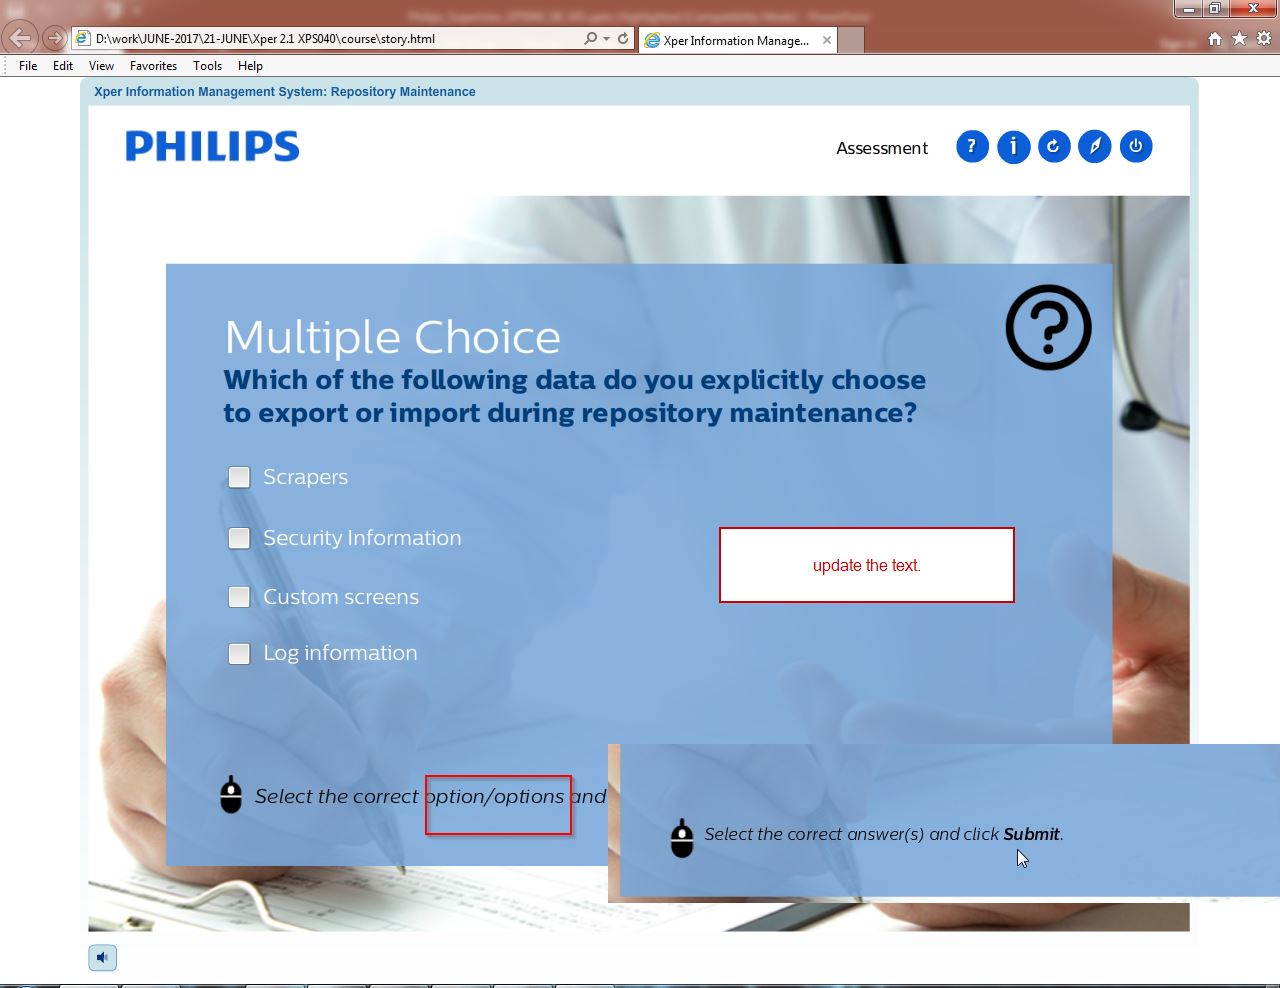 D:\work\JUNE-2017\21-JUNE\Xper 2.1 XPS040\course\story.html
Xper Information Manage...
File Edit View Favorites Tools Help
Xper Information Management System: Repository Maintenance
PHILIPS
Assessment
? i
?
Multiple Choice
Which of the following data do you explicitly choose
to export or import during repository maintenance?
Scrapers
Security Information
update the text.
Custom screens
Log information
Select the correct option/options and
Select the correct answer(s) and click Submit.